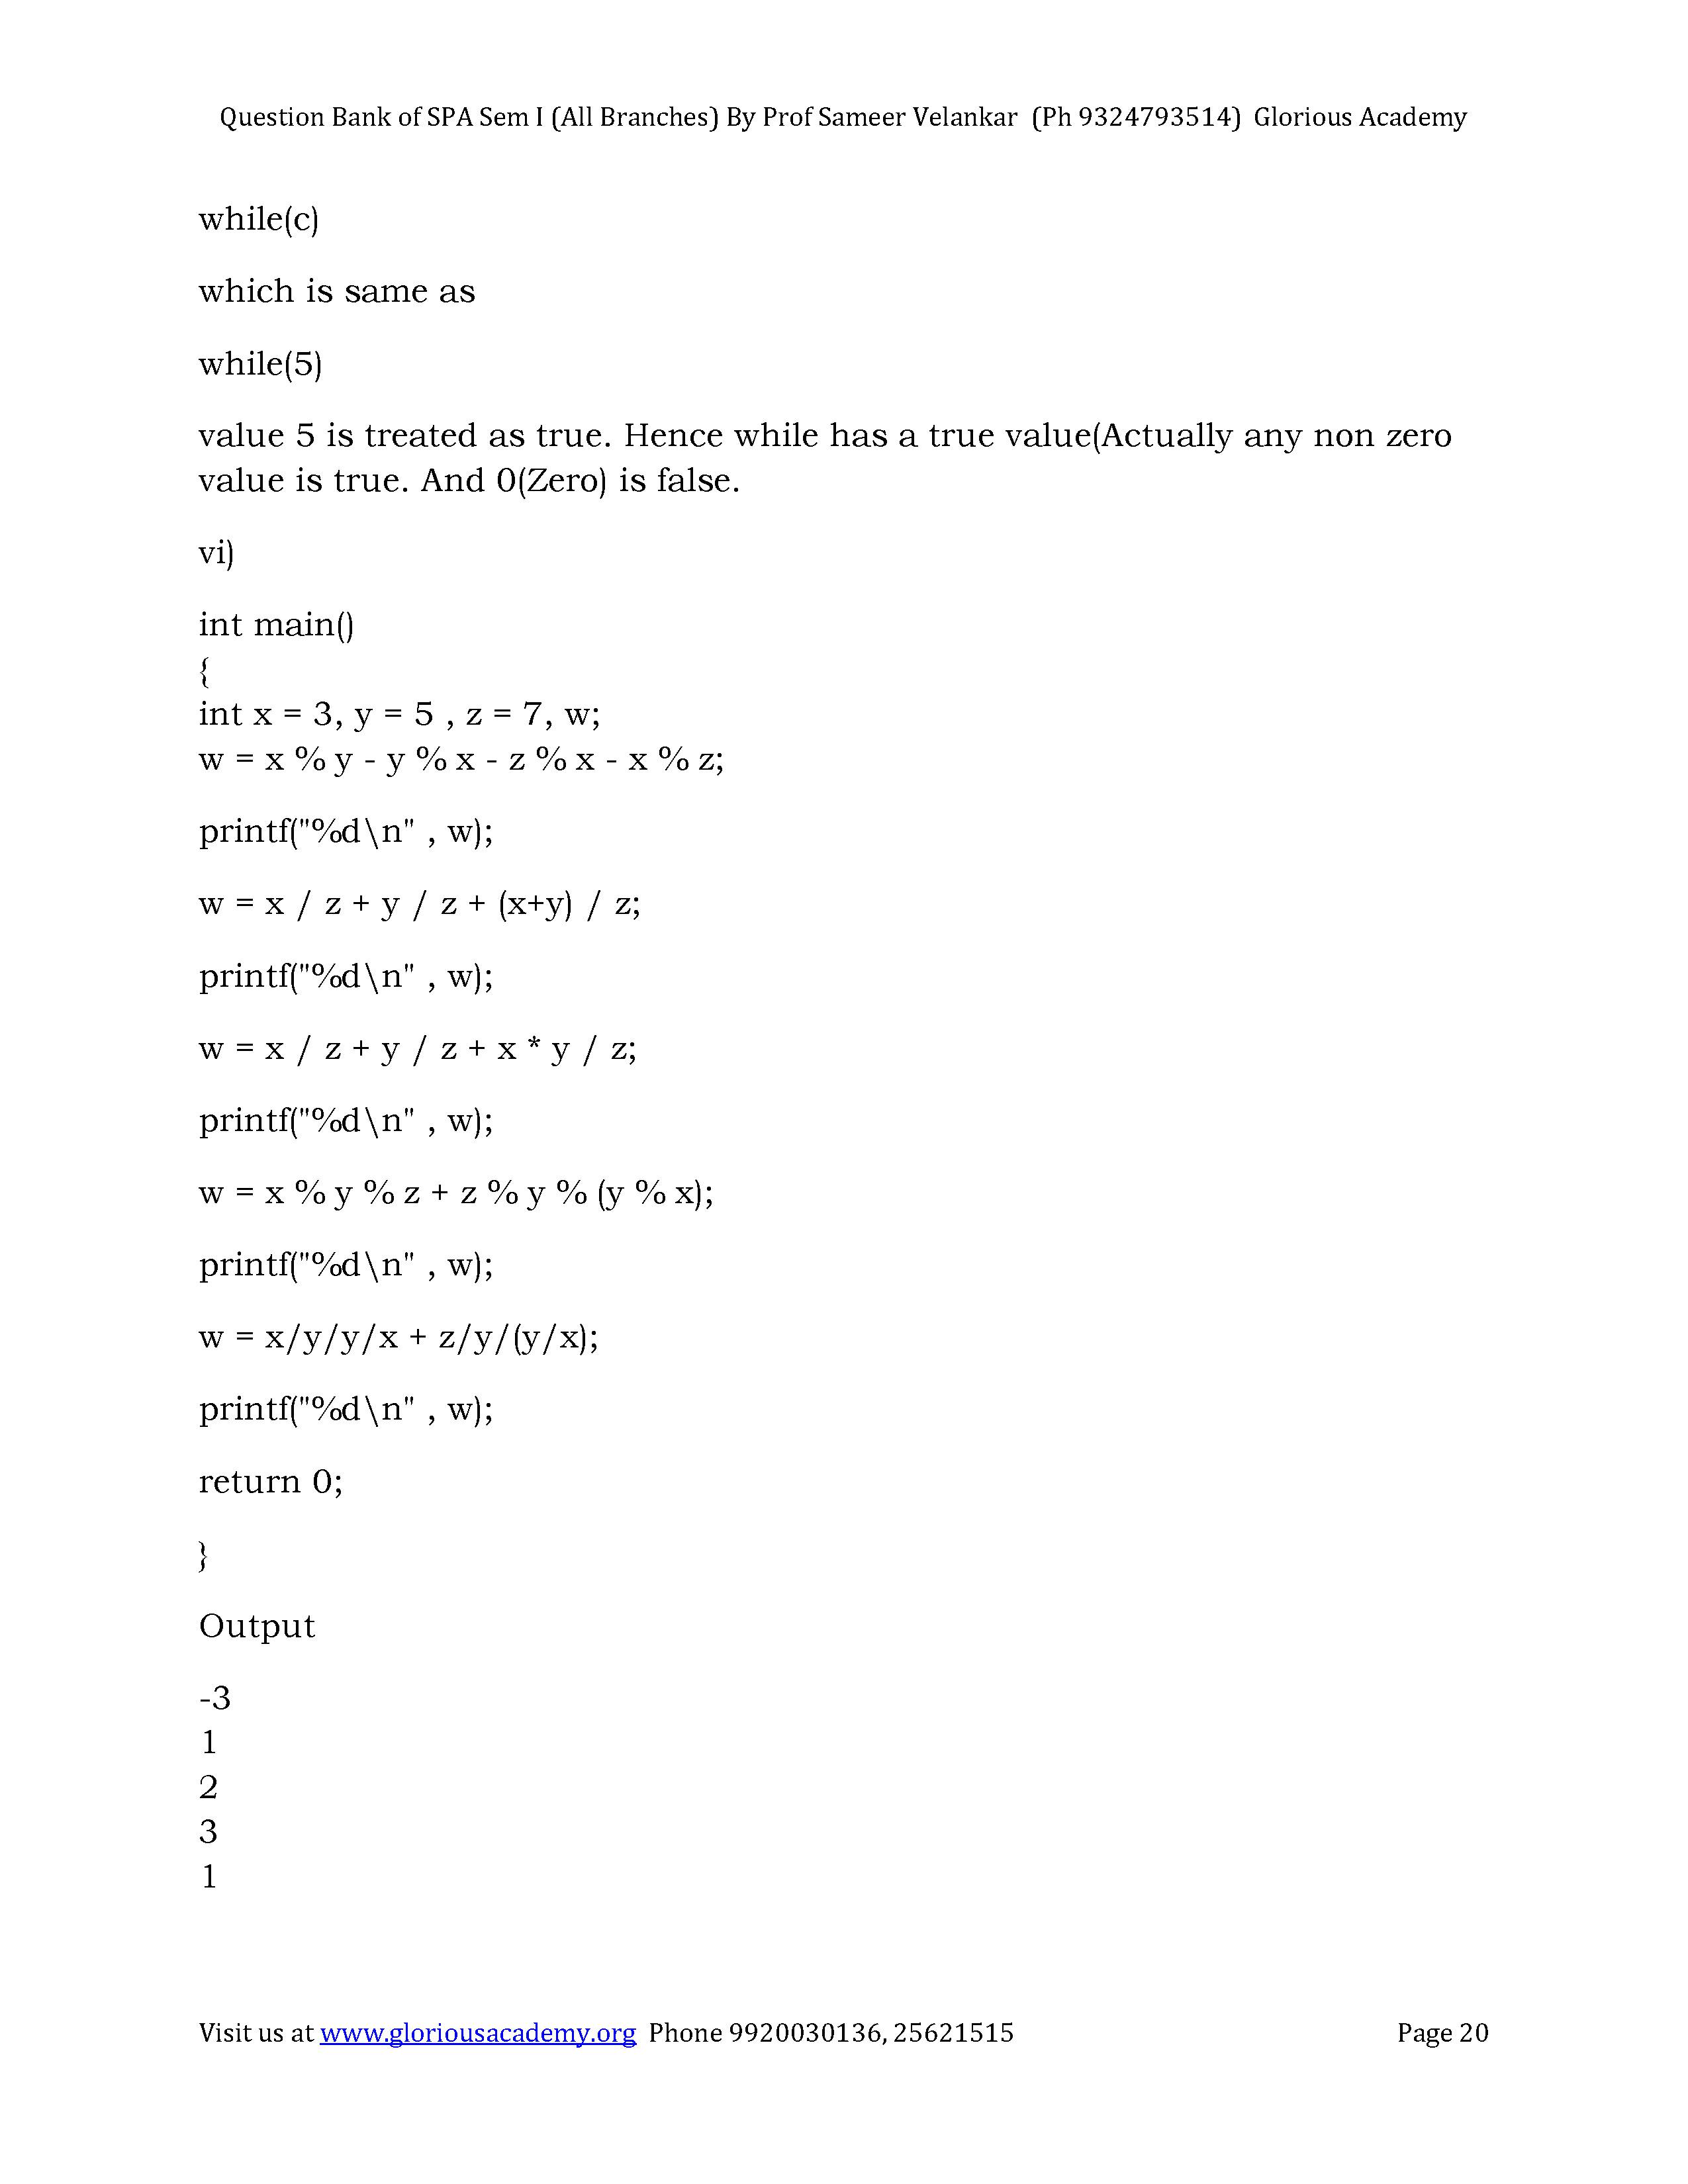 Question Bank of SPA Sem I (All Branches) By Prof Sameer Velankar (Ph 9324793514) Glorious Academy
while(c)
which is same as
while(5)
value 5 is treated as true. Hence while has a true value(Actually any non zero
value is true. And 0(Zero) is false.
vi)
int main()
{
int x = 3, y = 5 , z = 7, w;
w = x % y - y % x - z % x - x % z;
printf("%d\n" , w);
w = x / z + y / z + (x+y) / z;
printf("%d\n" , w);
w = x / z + y / z + x * y / z;
printf("%d\n" , w);
w = x % y % z + z % y % (y % x);
printf("%d\n" , w);
w = x/y/y/x + z/y/(y/x);
printf("%d\n" , w);
return 0;
}
Output
-3
1
2
3
1
Visit us at www.gloriousacademy.org Phone 9920030136, 25621515 Page 20